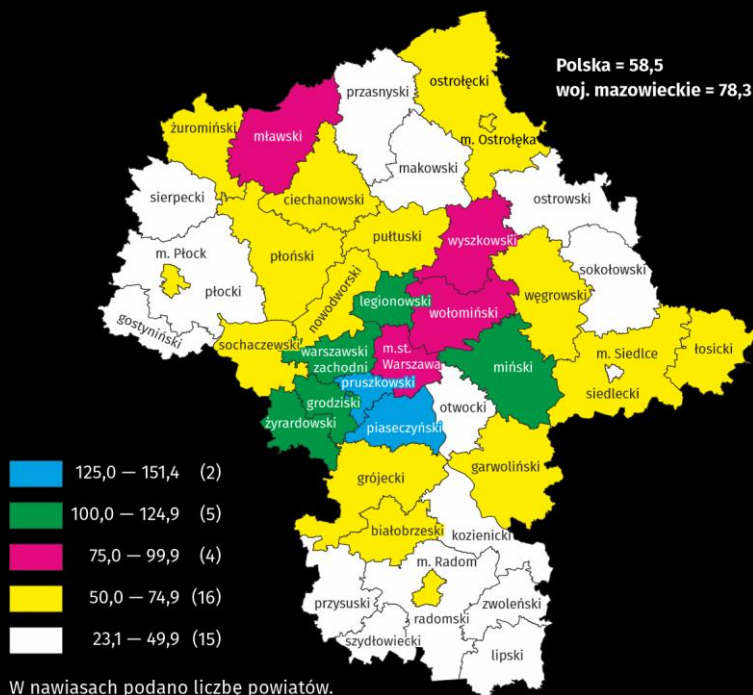 Polska = 58,5
woj. mazowieckie = 78,3
ostrołęcki
przasnyski
żuromiński
mławski
m. Ostrołęka
makowski
sierpecki
ciechanowski
ostrowski
wyszkowski
pułtuski
m. Płock
płoński
sokołowski
płocki
nowodworski
legionowski
węgrowski
wołomiński
gostyniński
sochaczewski
warszawski
zachodni
m.st.
Warszawa
m. Siedlce
łosicki
miński
pruszkowski
siedlecki
grodziski
otwocki
żyrardowski
piaseczyński
garwoliński
grójecki
białobrzeski
kozienicki
m. Radom
przysuski
zwoleński
radomski
szydłowiecki
lipski
125,0 — 151,4 (2)
100,0 — 124,9 (5)
75,0 — 99,9 (4)
50,0 — 74,9 (16)
23,1 — 49,9 (15)
W nawiasach podano liczbę powiatów.